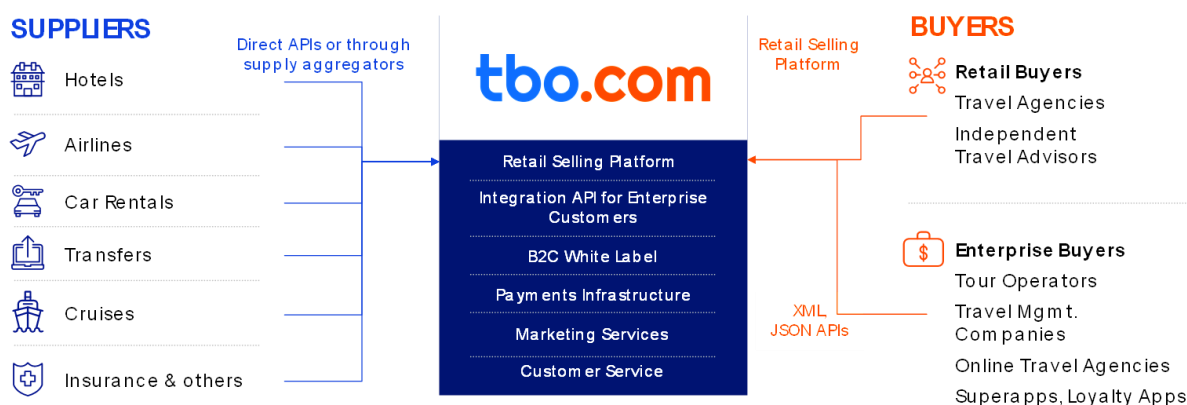 SUPPLIERS
Hotels
Airlines
Car Rentals
Transfers
Cruises
Insurance & others
Direct APIs or through
supply aggregators
tbo.com
Retail Selling Platform
Integration API for Enterprise
Customers
B2C White Label
Payments Infrastructure
Marketing Services
Customer Service
Retail Selling
Platform
XML,
JSON APIs
BUYERS
Retail Buyers
Travel Agencies
Independent
Travel Advisors
$
Enterprise Buyers
Tour Operators
Travel Mgmt.
Companies
Online Travel Agencies
Superapps, Loyalty Apps